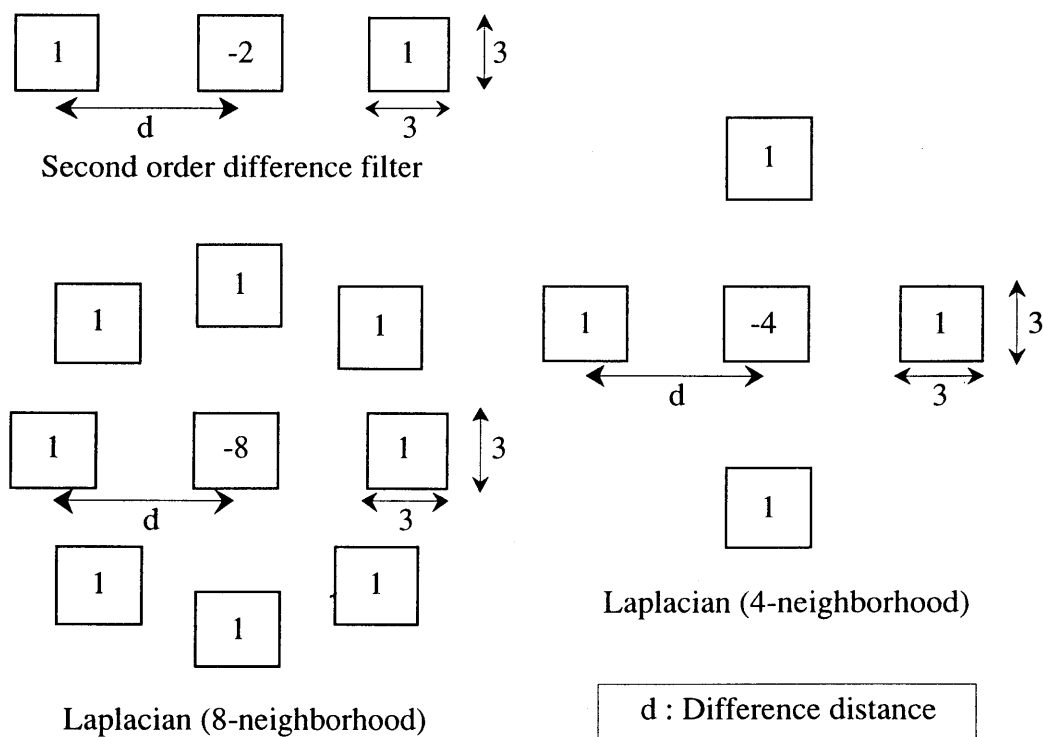 1 -2 1 3
d 3
Second order difference filter
1
1 1
1 -8 1 3
d 3
1 1
1
Laplacian (8-neighborhood)
1
1 -4 1 3
d 3
1
Laplacian (4-neighborhood)
d : Difference distance